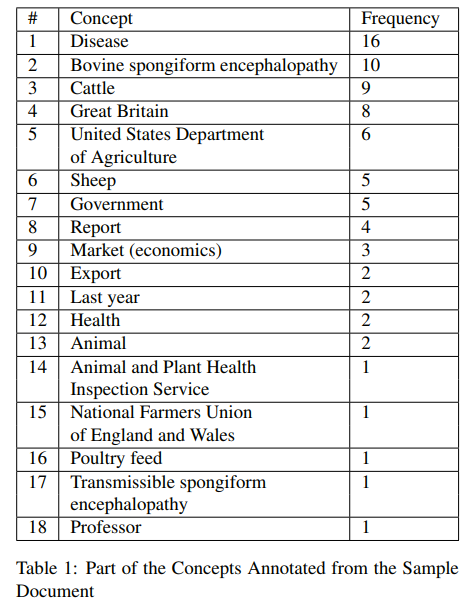 # Concept Frequency
1 Disease 16
2 Bovine spongiform encephalopathy 10
3 Cattle 9
4 Great Britain 8
5 United States Department 6
of Agriculture
6 Sheep 5
7 Government 5
8 Report 4
9 Market (economics) 3
10 Export 2
11 Last year 2
12 Health 2
13 Animal 2
14 Animal and Plant Health 1
Inspection Service
15 National Farmers Union 1
of England and Wales
16 Poultry feed 1
17 Transmissible spongiform 1
encephalopathy
18 Professor 1
Table 1: Part of the Concepts Annotated from the Sample
Document